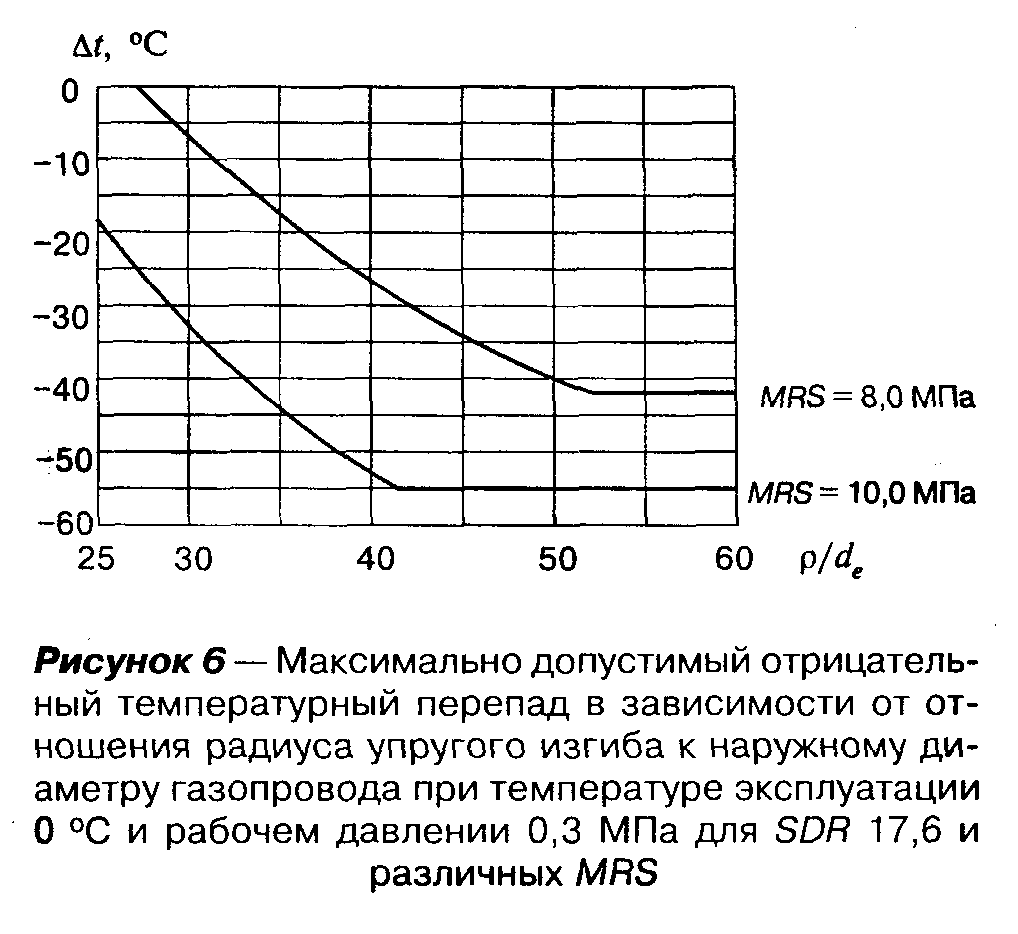 Δt, °C
0
−10
−20
−30
−40
−50
−60
MRS = 8,0 МПа
MRS = 10,0 МПа
25 30 40 50 60 ρ/dₑ
Рисунок 6 — Максимально допустимый отрицатель-
ный температурный перепад в зависимости от от-
ношения радиуса упругого изгиба к наружному ди-
аметру газопровода при температуре эксплуатации
0 °C и рабочем давлении 0,3 МПа для SDR 17,6 и
различных MRS